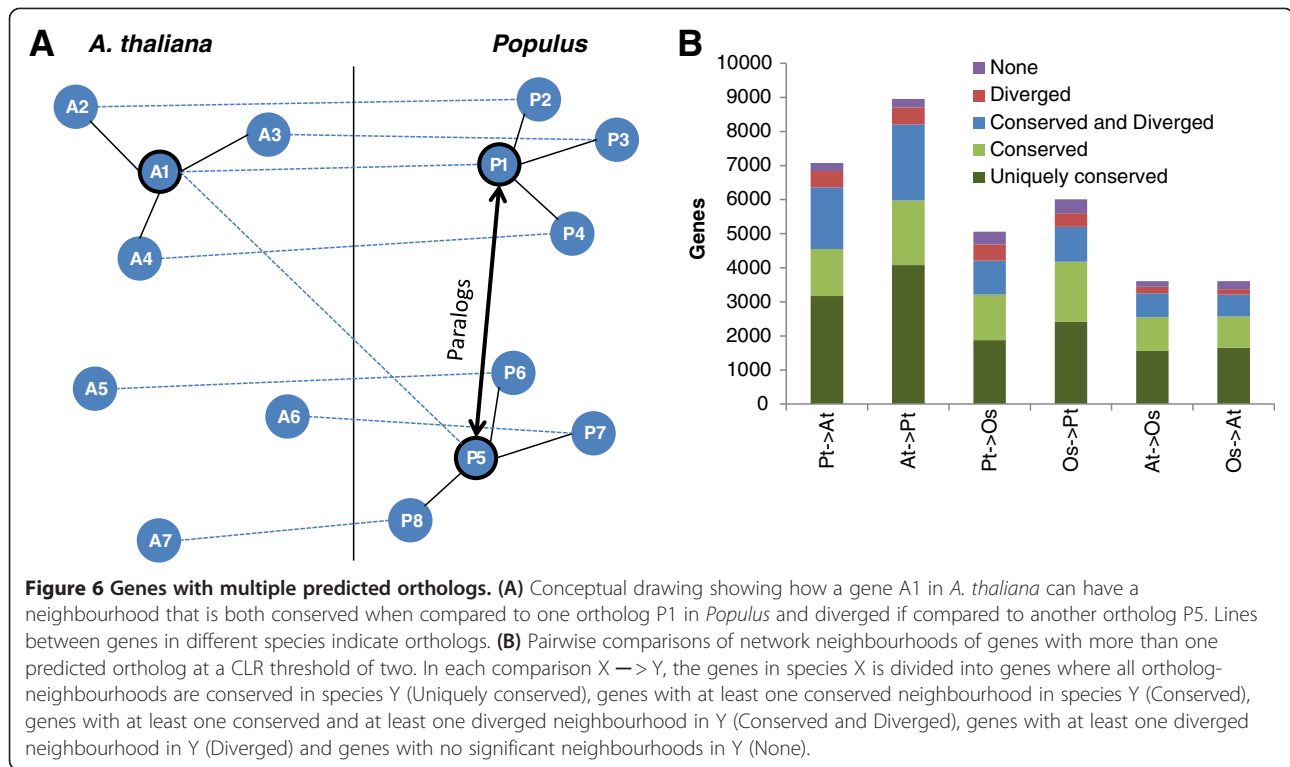 A
A. thaliana
Populus
A2
P2
A3
P3
A1
P1
A4
P4
Paralogs
A5
P6
A6
P7
P5
A7
P8
B
None
Diverged
Conserved and Diverged
Conserved
Uniquely conserved
Genes
10000
9000
8000
7000
6000
5000
4000
3000
2000
1000
0
Pt->At
At->Pt
Pt->Os
Os->Pt
At->Os
Os->At
Figure 6 Genes with multiple predicted orthologs. (A) Conceptual drawing showing how a gene A1 in A. thaliana can have a
neighbourhood that is both conserved when compared to one ortholog P1 in Populus and diverged if compared to another ortholog P5. Lines
between genes in different species indicate orthologs. (B) Pairwise comparisons of network neighbourhoods of genes with more than one
predicted ortholog at a CLR threshold of two. In each comparison X —> Y, the genes in species X is divided into genes where all ortholog-
neighbourhoods are conserved in species Y (Uniquely conserved), genes with at least one conserved neighbourhood in species Y (Conserved),
genes with at least one conserved and at least one diverged neighbourhood in Y (Conserved and Diverged), genes with at least one diverged
neighbourhood in Y (Diverged) and genes with no significant neighbourhoods in Y (None).